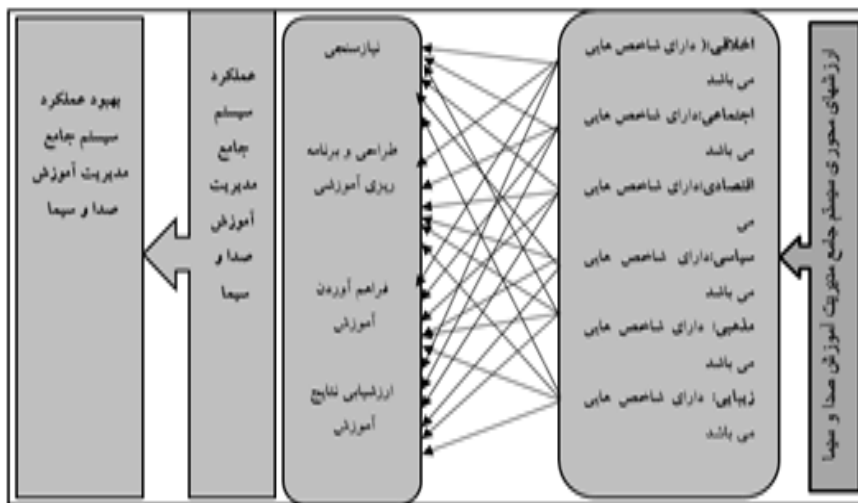 ارزشهای محوری سیستم جامع مدیریت آموزش صدا و سیما
اخلاقی:( دارای شاخص هایی
می باشد
اجتماعی:دارای شاخص هایی
می باشد
اقتصادی:دارای شاخص هایی
می
سیاسی:دارای شاخص هایی
می باشد
مذهبی: دارای شاخص هایی
می باشد
زیبایی: دارای شاخص هایی
می باشد
نیازسنجی
طراحی و برنامه
ریزی آموزشی
فراهم آوردن
آموزش
ارزشیابی نتایج
آموزش
عملکرد
سیستم
جامع
مدیریت
آموزش
صدا و
سیما
بهبود عملکرد
سیستم جامع
مدیریت آموزش
صدا و سیما